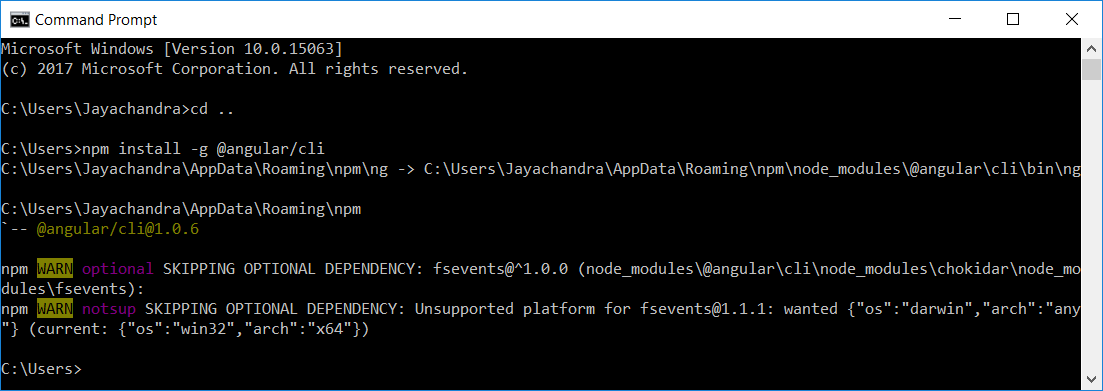 Command Prompt
Microsoft Windows [Version 10.0.15063]
(c) 2017 Microsoft Corporation. All rights reserved.
C:\Users\Jayachandra>cd ..
C:\Users>npm install -g @angular/cli
C:\Users\Jayachandra\AppData\Roaming\npm\ng -> C:\Users\Jayachandra\AppData\Roaming\npm\node_modules\@angular\cli\bin\ng
C:\Users\Jayachandra\AppData\Roaming\npm
`-- @angular/cli@1.0.6
npm WARN optional SKIPPING OPTIONAL DEPENDENCY: fsevents@^1.0.0 (node_modules\@angular\cli\node_modules\chokidar\node_mo
dules\fsevents):
npm WARN notsup SKIPPING OPTIONAL DEPENDENCY: Unsupported platform for fsevents@1.1.1: wanted {"os":"darwin","arch":"any
"} (current: {"os":"win32","arch":"x64"})
C:\Users>